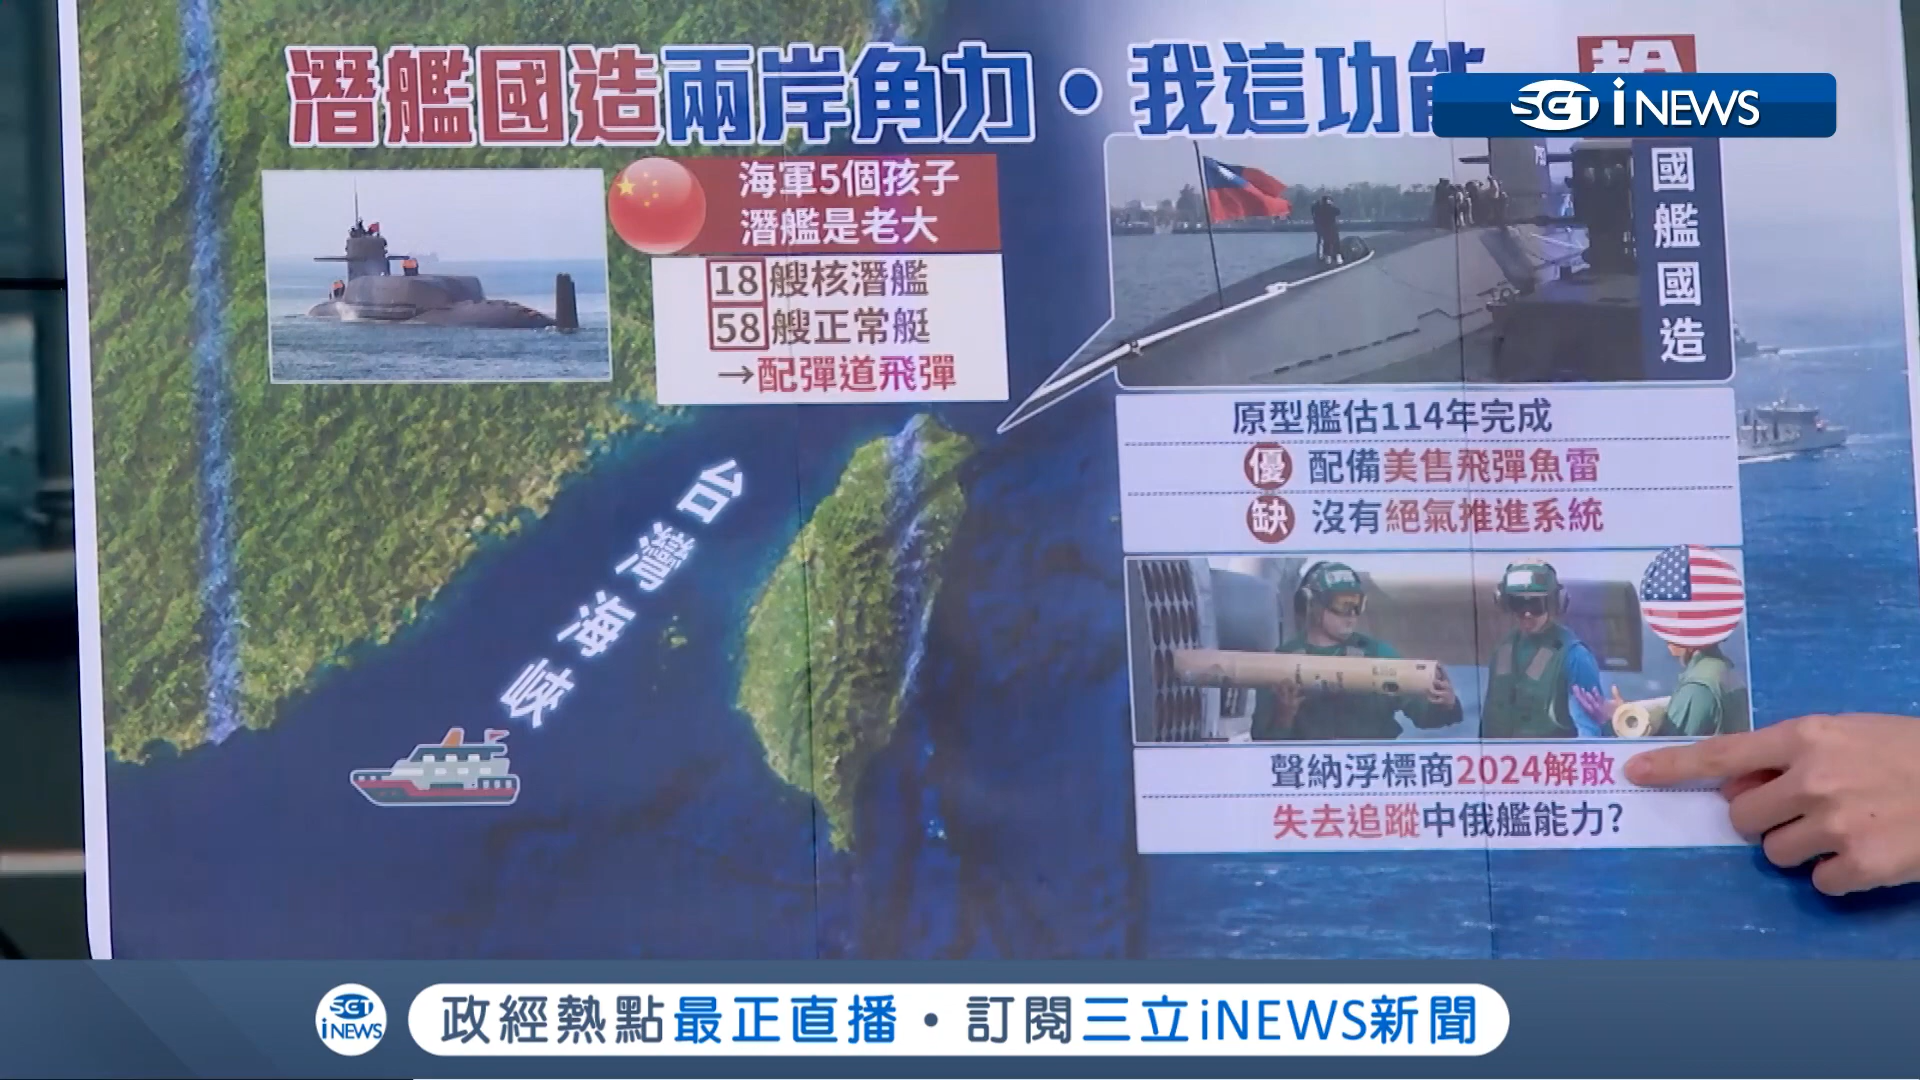 潛艦國造兩岸角力・我這功能
SET iNEWS
海軍5個孩子
潛艦是老大
18艘核潛艦
58艘正常艇
→配彈道飛彈
國艦國造
原型艦估114年完成
優 配備美售飛彈魚雷
缺 沒有絕氣推進系統
台灣海峽
聲納浮標商2024解散
失去追蹤中俄艦能力?
SET iNEWS
政經熱點最正直播・訂閱三立iNEWS新聞